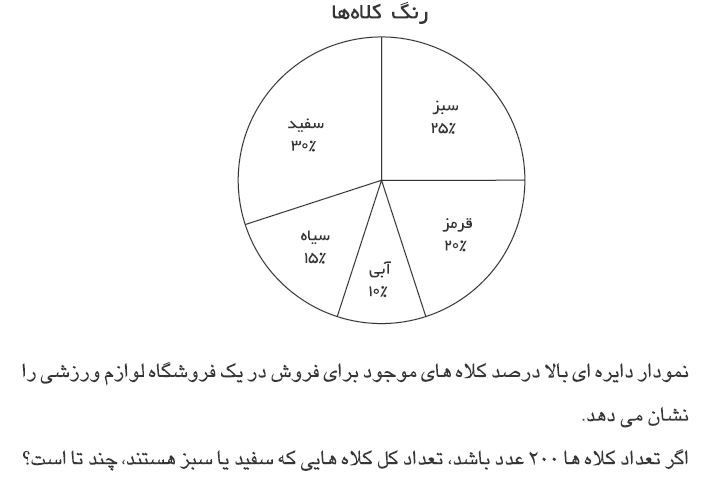 رنگ کلاه‌ها
سبز
۲۵٪
سفید
۳۰٪
قرمز
۲۰٪
سیاه
۱۵٪
آبی
۱۰٪
نمودار دایره ای بالا درصد کلاه های موجود برای فروش در یک فروشگاه لوازم ورزشی را
نشان می دهد.
اگر تعداد کلاه ها ۲۰۰ عدد باشد، تعداد کل کلاه هایی که سفید یا سبز هستند، چند تا است؟